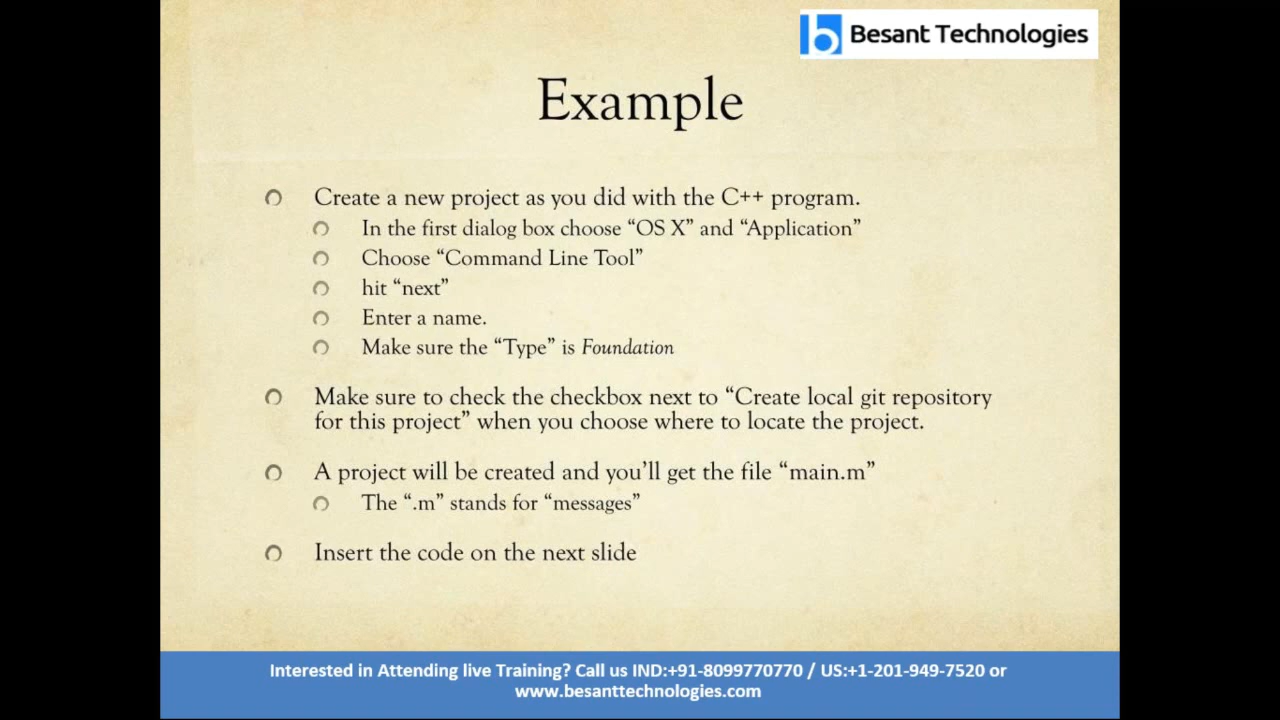 Besant Technologies
Example
Create a new project as you did with the C++ program.
In the first dialog box choose “OS X” and “Application”
Choose “Command Line Tool”
hit “next”
Enter a name.
Make sure the “Type” is Foundation
Make sure to check the checkbox next to “Create local git repository
for this project” when you choose where to locate the project.
A project will be created and you’ll get the file “main.m”
The “.m” stands for “messages”
Insert the code on the next slide
Interested in Attending live Training? Call us IND:+91-8099770770 / US:+1-201-949-7520 or
www.besanttechnologies.com